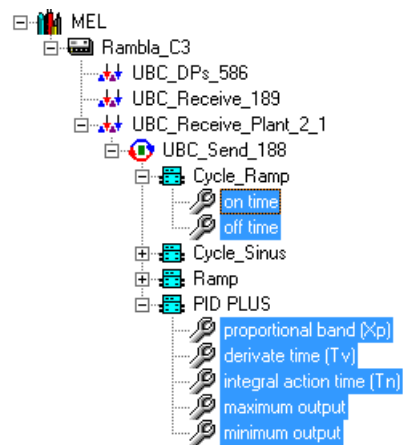 MEL
Rambla_C3
UBC_DPs_586
UBC_Receive_189
UBC_Receive_Plant_2_1
UBC_Send_188
Cycle_Ramp
on time
off time
Cycle_Sinus
Ramp
PID PLUS
proportional band (Xp)
derivate time (Tv)
integral action time (Tn)
maximum output
minimum output